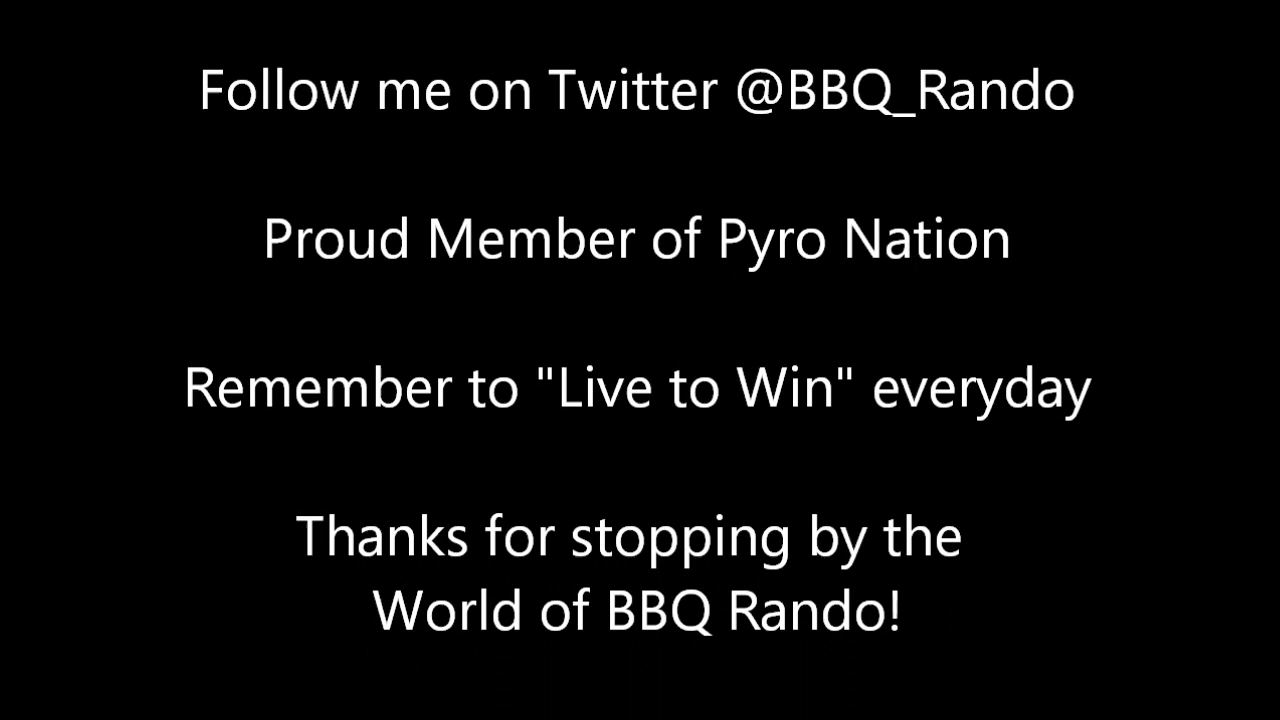 Follow me on Twitter @BBQ_Rando
Proud Member of Pyro Nation
Remember to "Live to Win" everyday
Thanks for stopping by the
World of BBQ Rando!